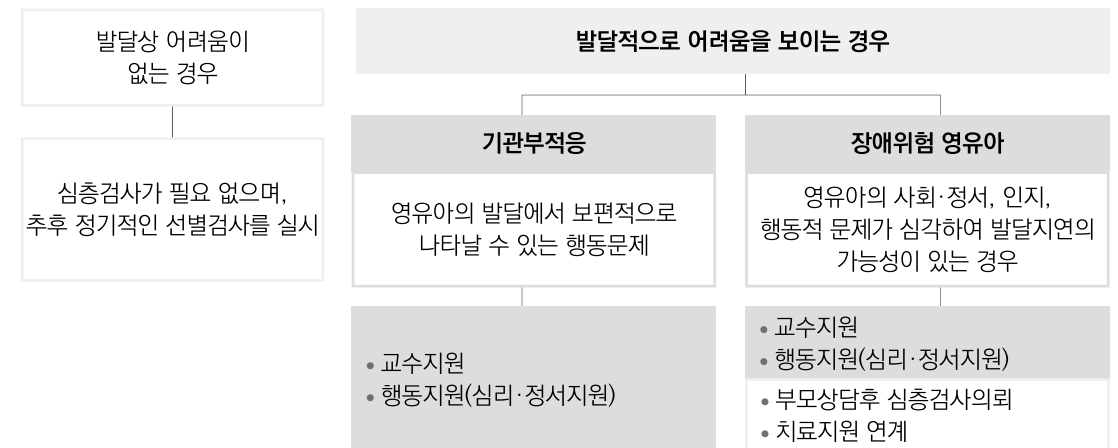 발달상 어려움이
없는 경우
심층검사가 필요 없으며,
추후 정기적인 선별검사를 실시
발달적으로 어려움을 보이는 경우
기관부적응
영유아의 발달에서 보편적으로
나타날 수 있는 행동문제
• 교수지원
• 행동지원(심리·정서지원)
장애위험 영유아
영유아의 사회·정서, 인지,
행동적 문제가 심각하여 발달지연의
가능성이 있는 경우
• 교수지원
• 행동지원(심리·정서지원)
• 부모상담후 심층검사의뢰
• 치료지원 연계